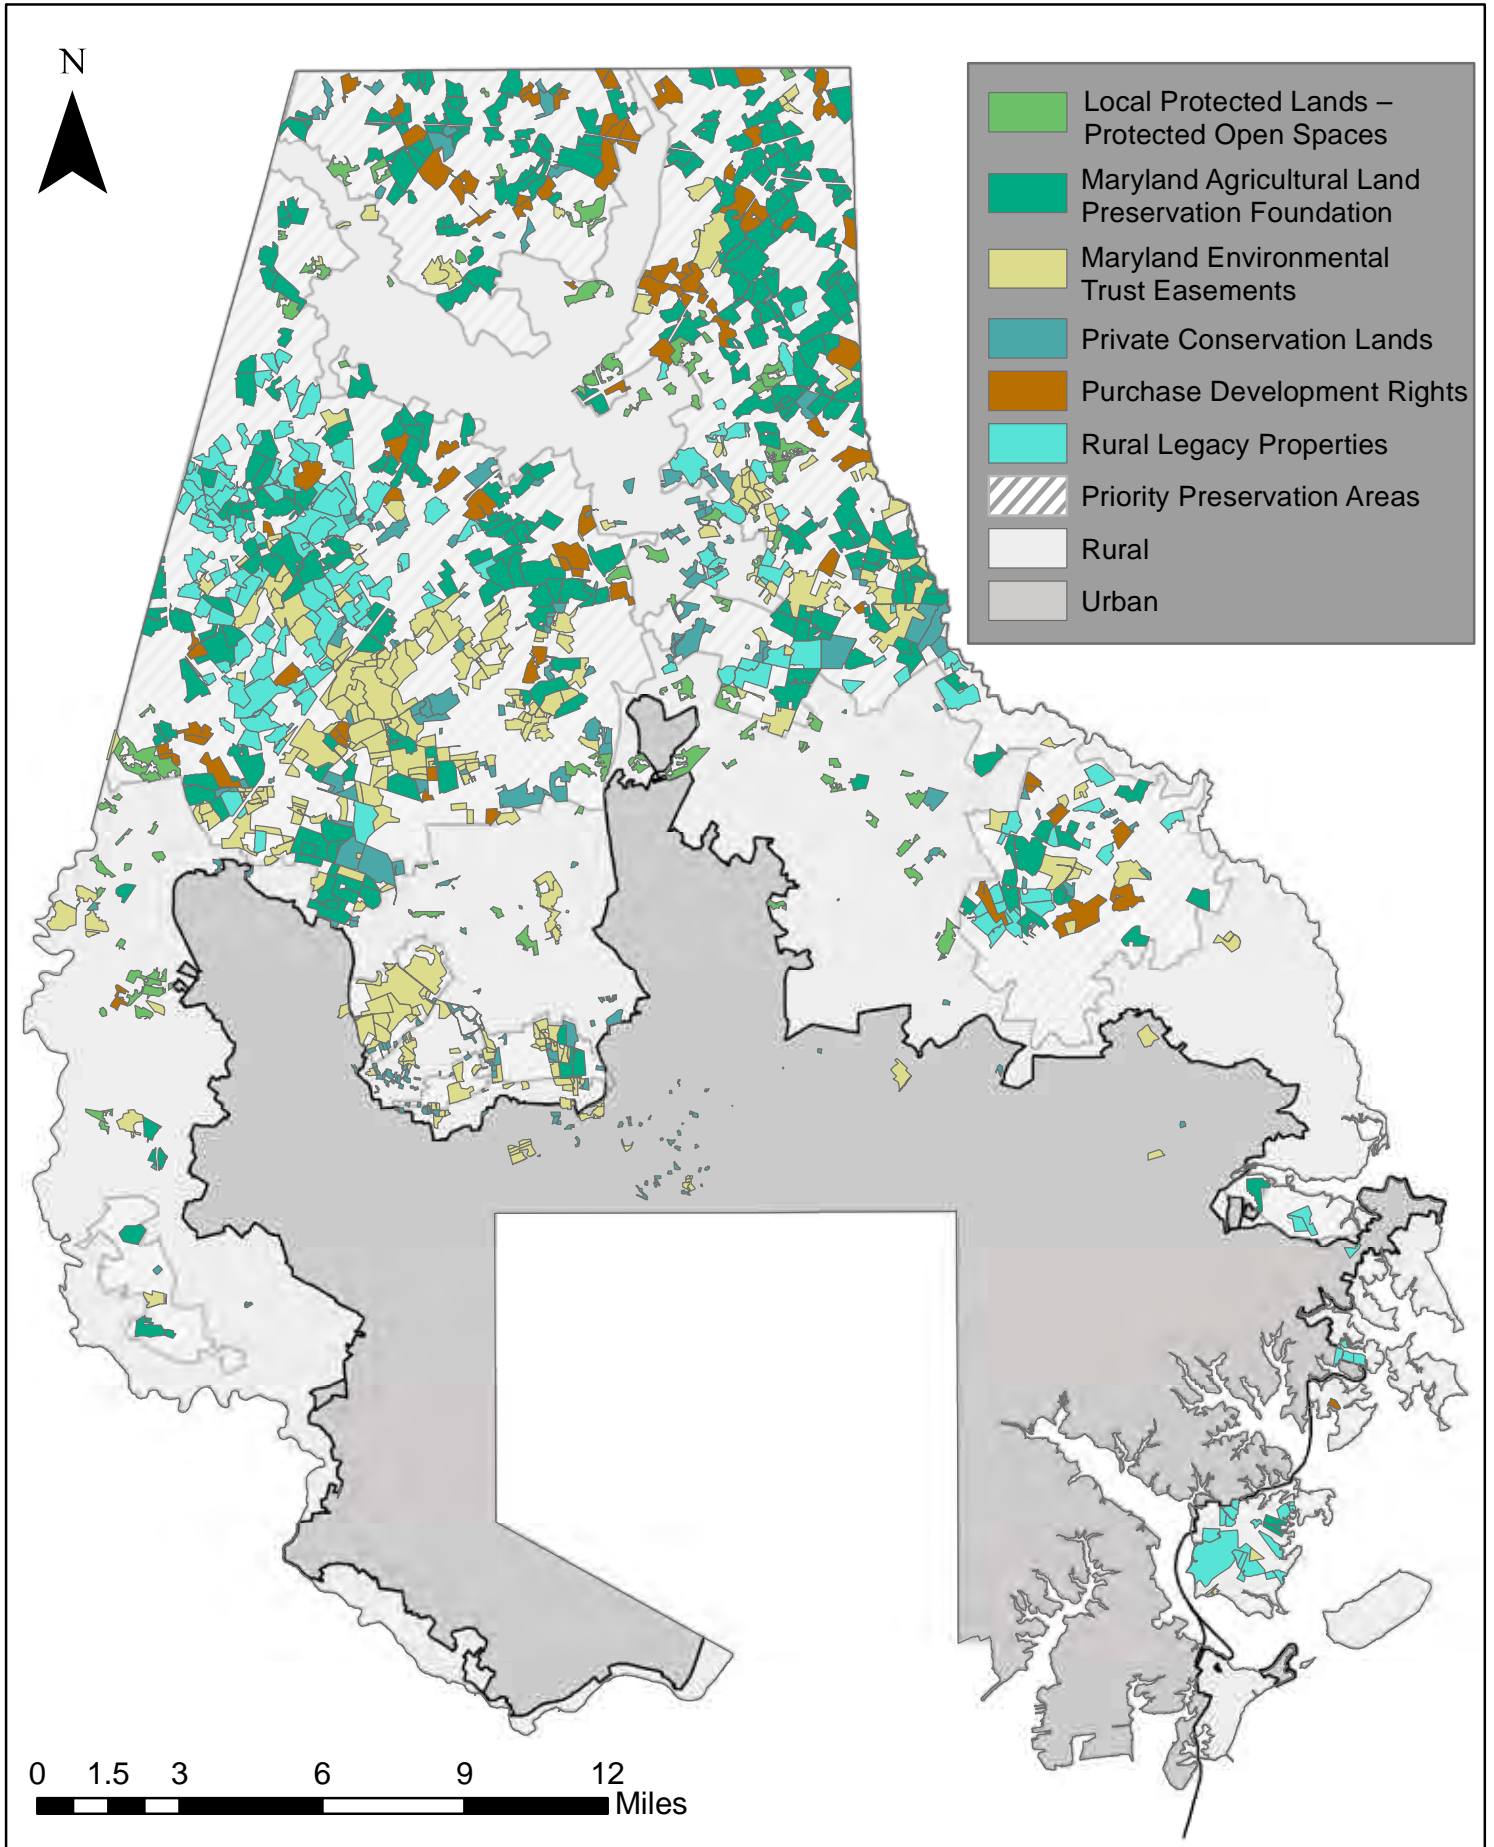 N
Local Protected Lands –
Protected Open Spaces
Maryland Agricultural Land
Preservation Foundation
Maryland Environmental
Trust Easements
Private Conservation Lands
Purchase Development Rights
Rural Legacy Properties
Priority Preservation Areas
Rural
Urban
0 1.5 3 6 9 12
Miles